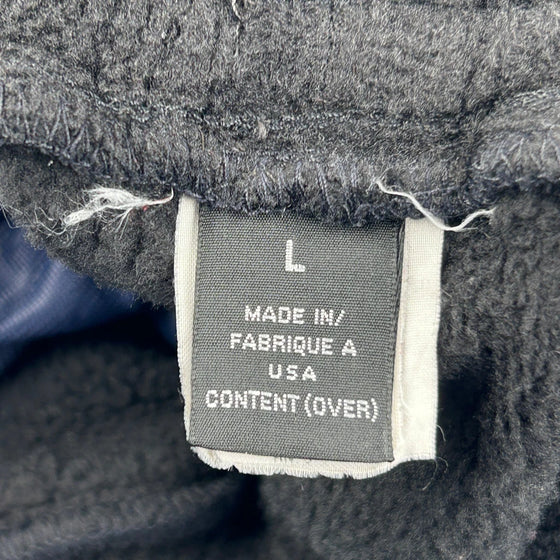 L
MADE IN/
FABRIQUE A
USA
CONTENT (OVER)